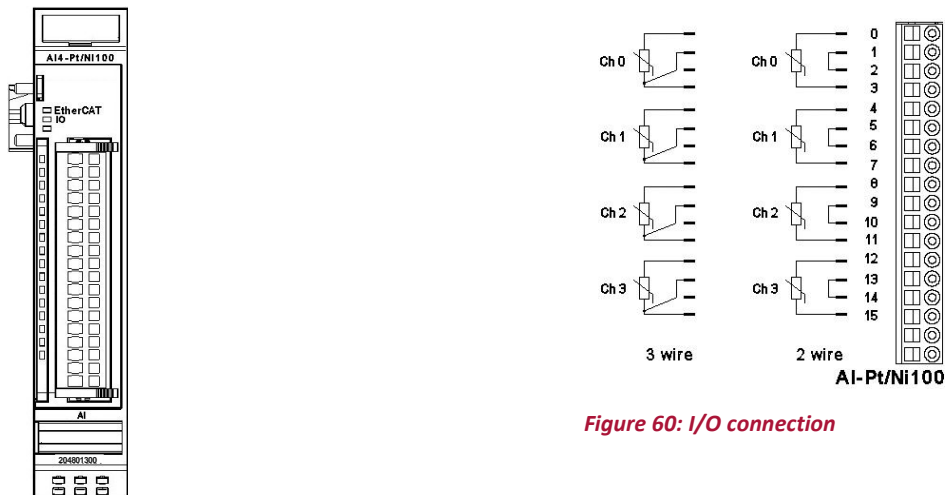 AI4-Pt/NI100
EtherCAT
IO
AI
204801300
Ch 0
Ch 1
Ch 2
Ch 3
3 wire
Ch 0
Ch 1
Ch 2
Ch 3
2 wire
0
1
2
3
4
5
6
7
8
9
10
11
12
13
14
15
AI-Pt/Ni100
Figure 60: I/O connection